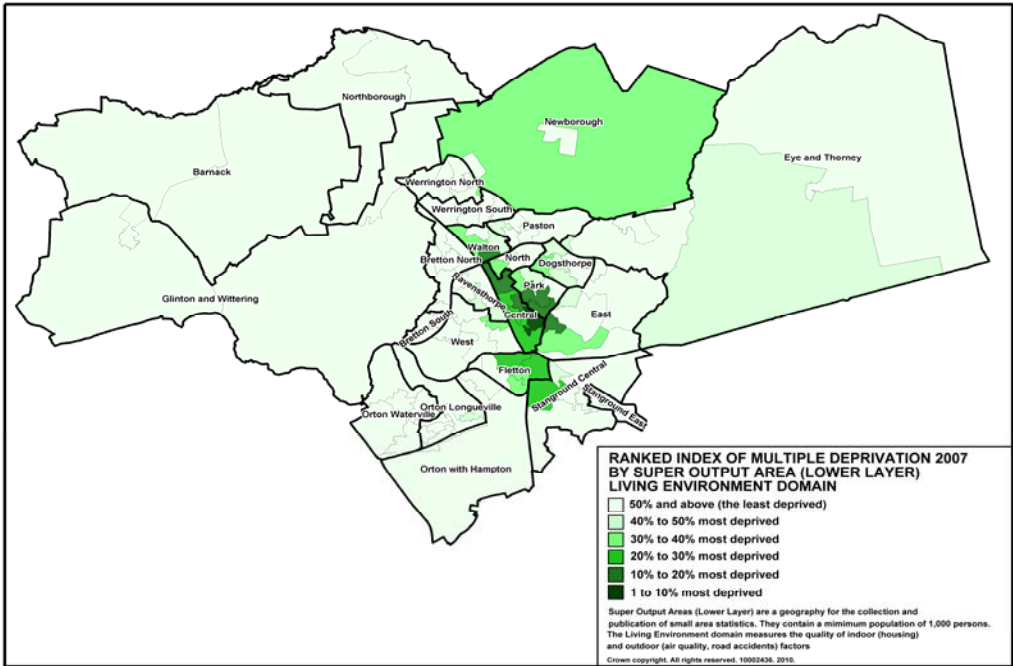 Northborough
Newborough
Eye and Thorney
Barnack
Werrington North
Werrington South
Paston
Walton
North
Bretton North
Dogsthorpe
Ravensthorpe
Park
Glinton and Wittering
Central
East
Bretton South
West
Fletton
Stanground Central
Stanground East
Orton Longueville
Orton Waterville
Orton with Hampton
RANKED INDEX OF MULTIPLE DEPRIVATION 2007
BY SUPER OUTPUT AREA (LOWER LAYER)
LIVING ENVIRONMENT DOMAIN
50% and above (the least deprived)
40% to 50% most deprived
30% to 40% most deprived
20% to 30% most deprived
10% to 20% most deprived
1 to 10% most deprived
Super Output Areas (Lower Layer) are a geography for the collection and
publication of small area statistics. They contain a mimimum population of 1,000 persons.
The Living Environment domain measures the quality of indoor (housing)
and outdoor (air quality, road accidents) factors
Crown copyright. All rights reserved. 10002436. 2010.